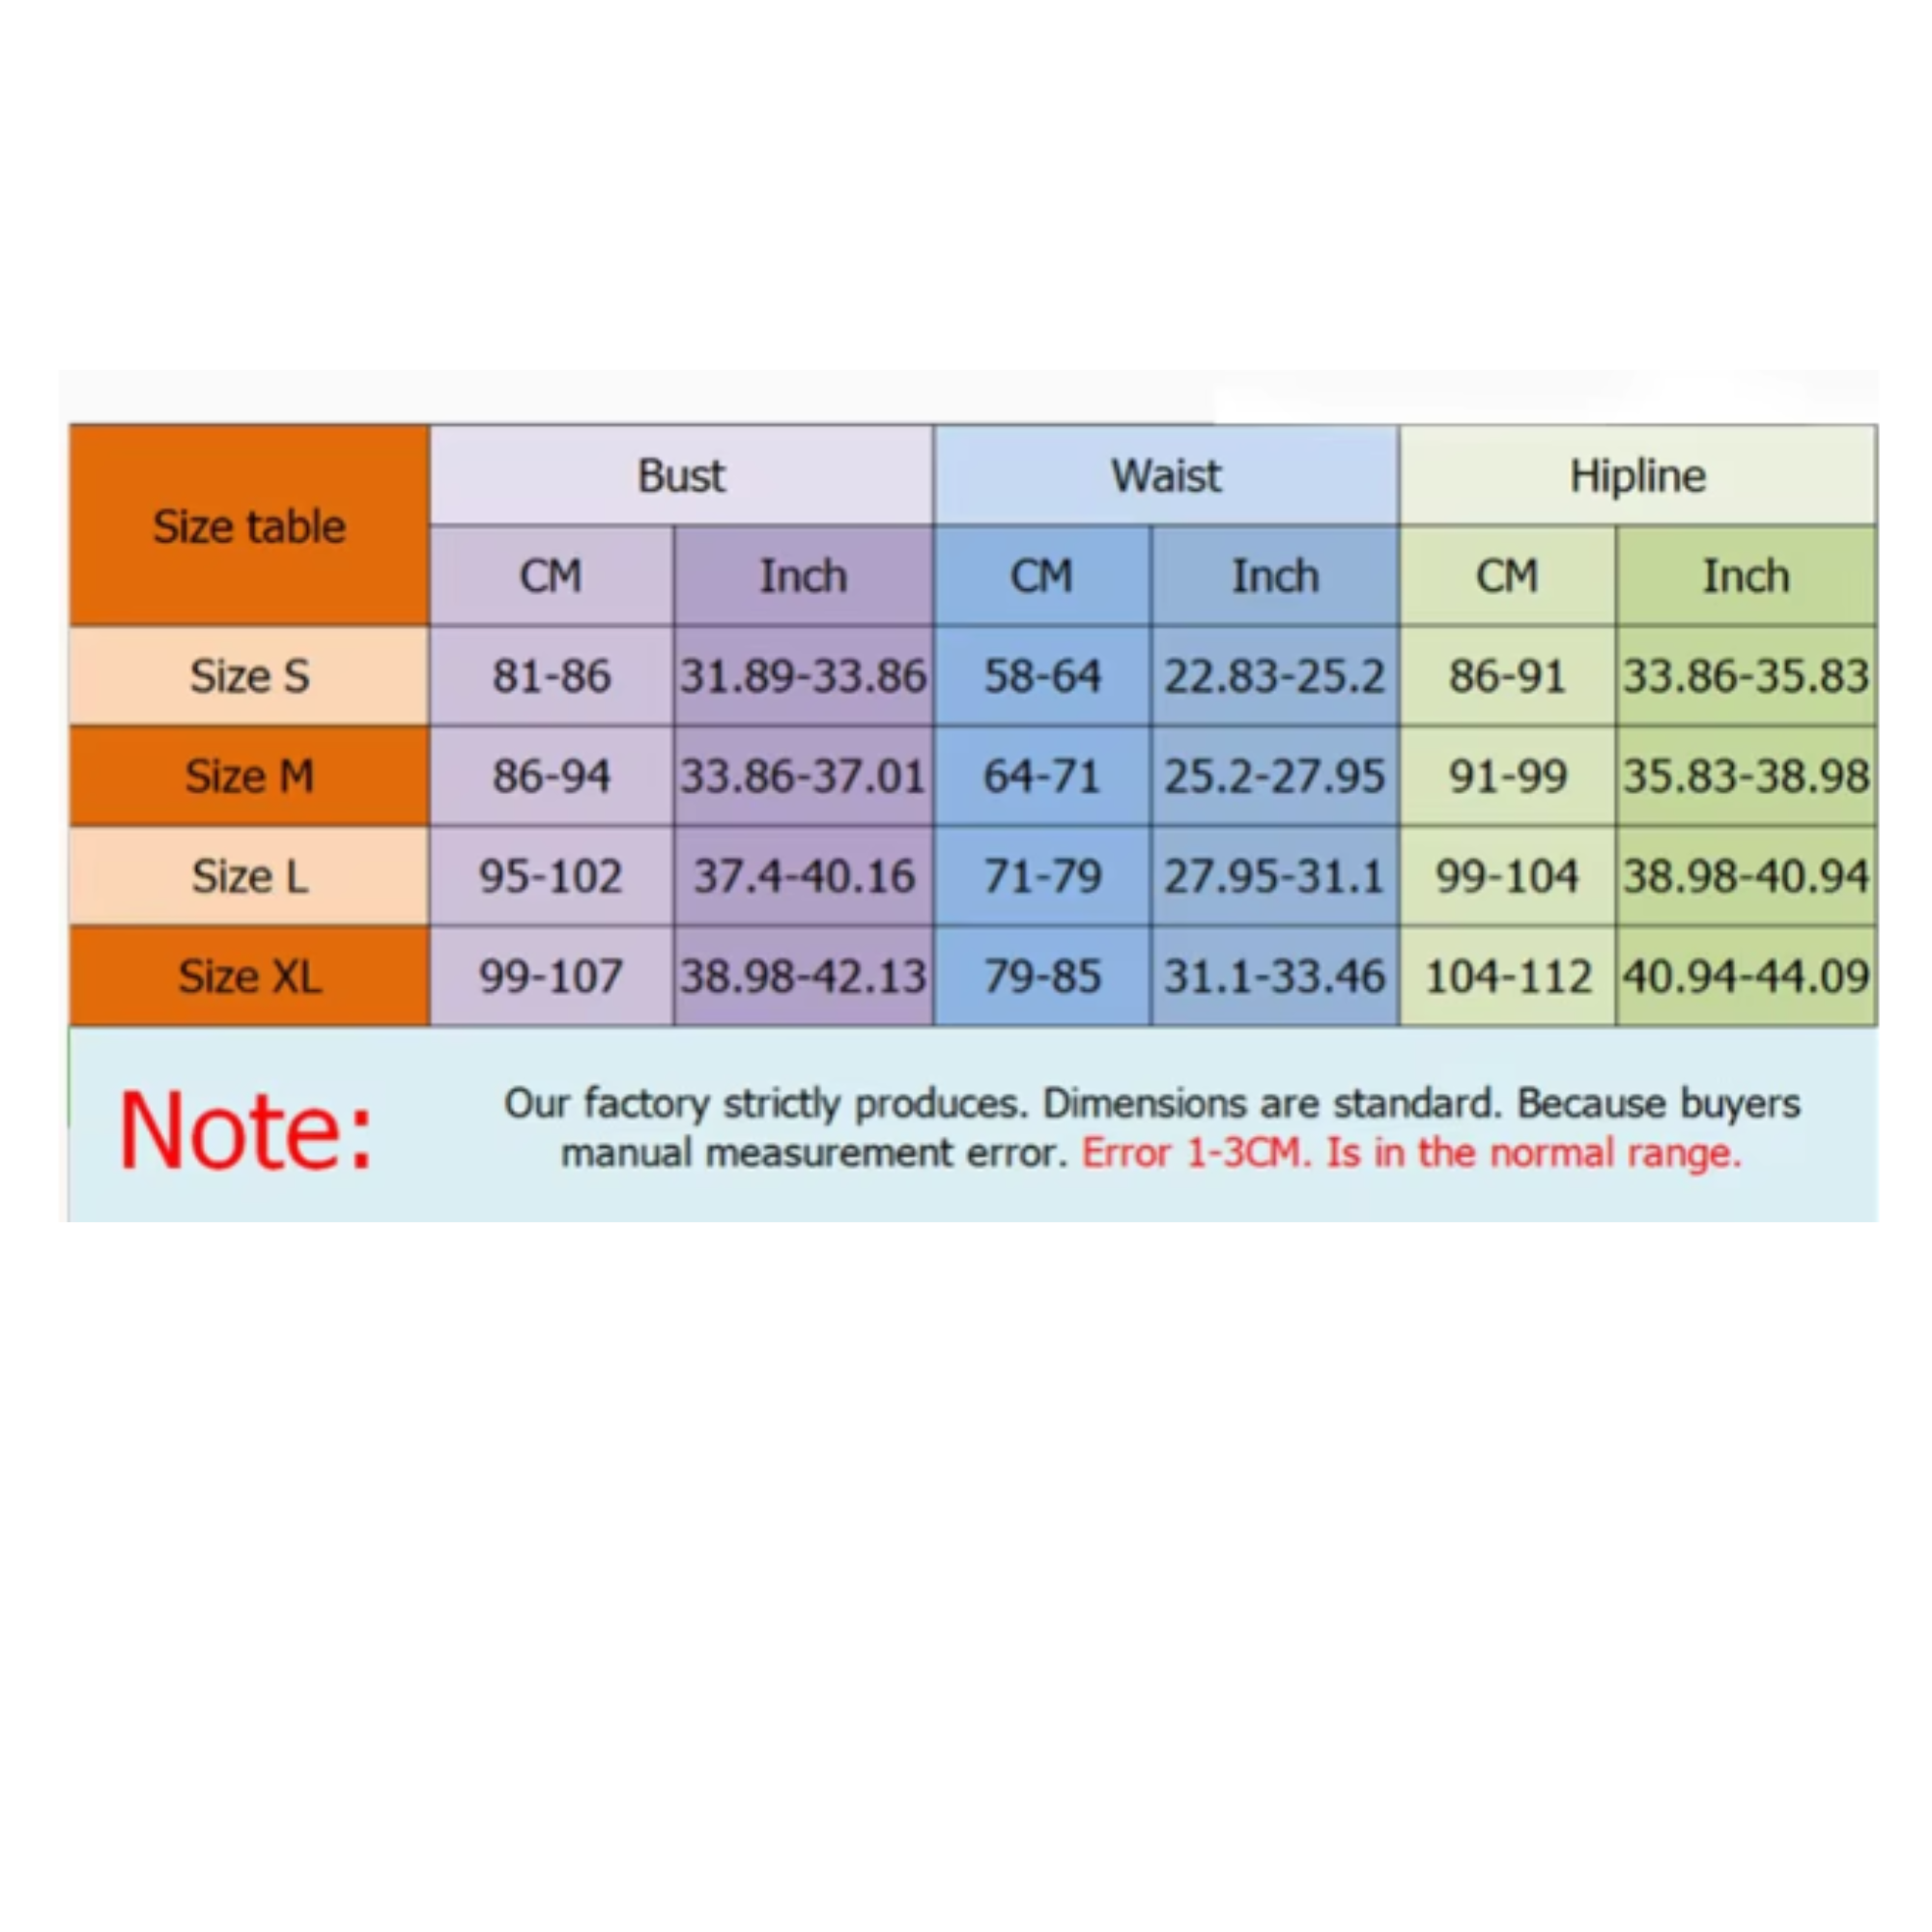 Size table Bust Waist Hipline
CM Inch CM Inch CM Inch
Size S 81-86 31.89-33.86 58-64 22.83-25.2 86-91 33.86-35.83
Size M 86-94 33.86-37.01 64-71 25.2-27.95 91-99 35.83-38.98
Size L 95-102 37.4-40.16 71-79 27.95-31.1 99-104 38.98-40.94
Size XL 99-107 38.98-42.13 79-85 31.1-33.46 104-112 40.94-44.09
Note:
Our factory strictly produces. Dimensions are standard. Because buyers
manual measurement error. Error 1-3CM. Is in the normal range.